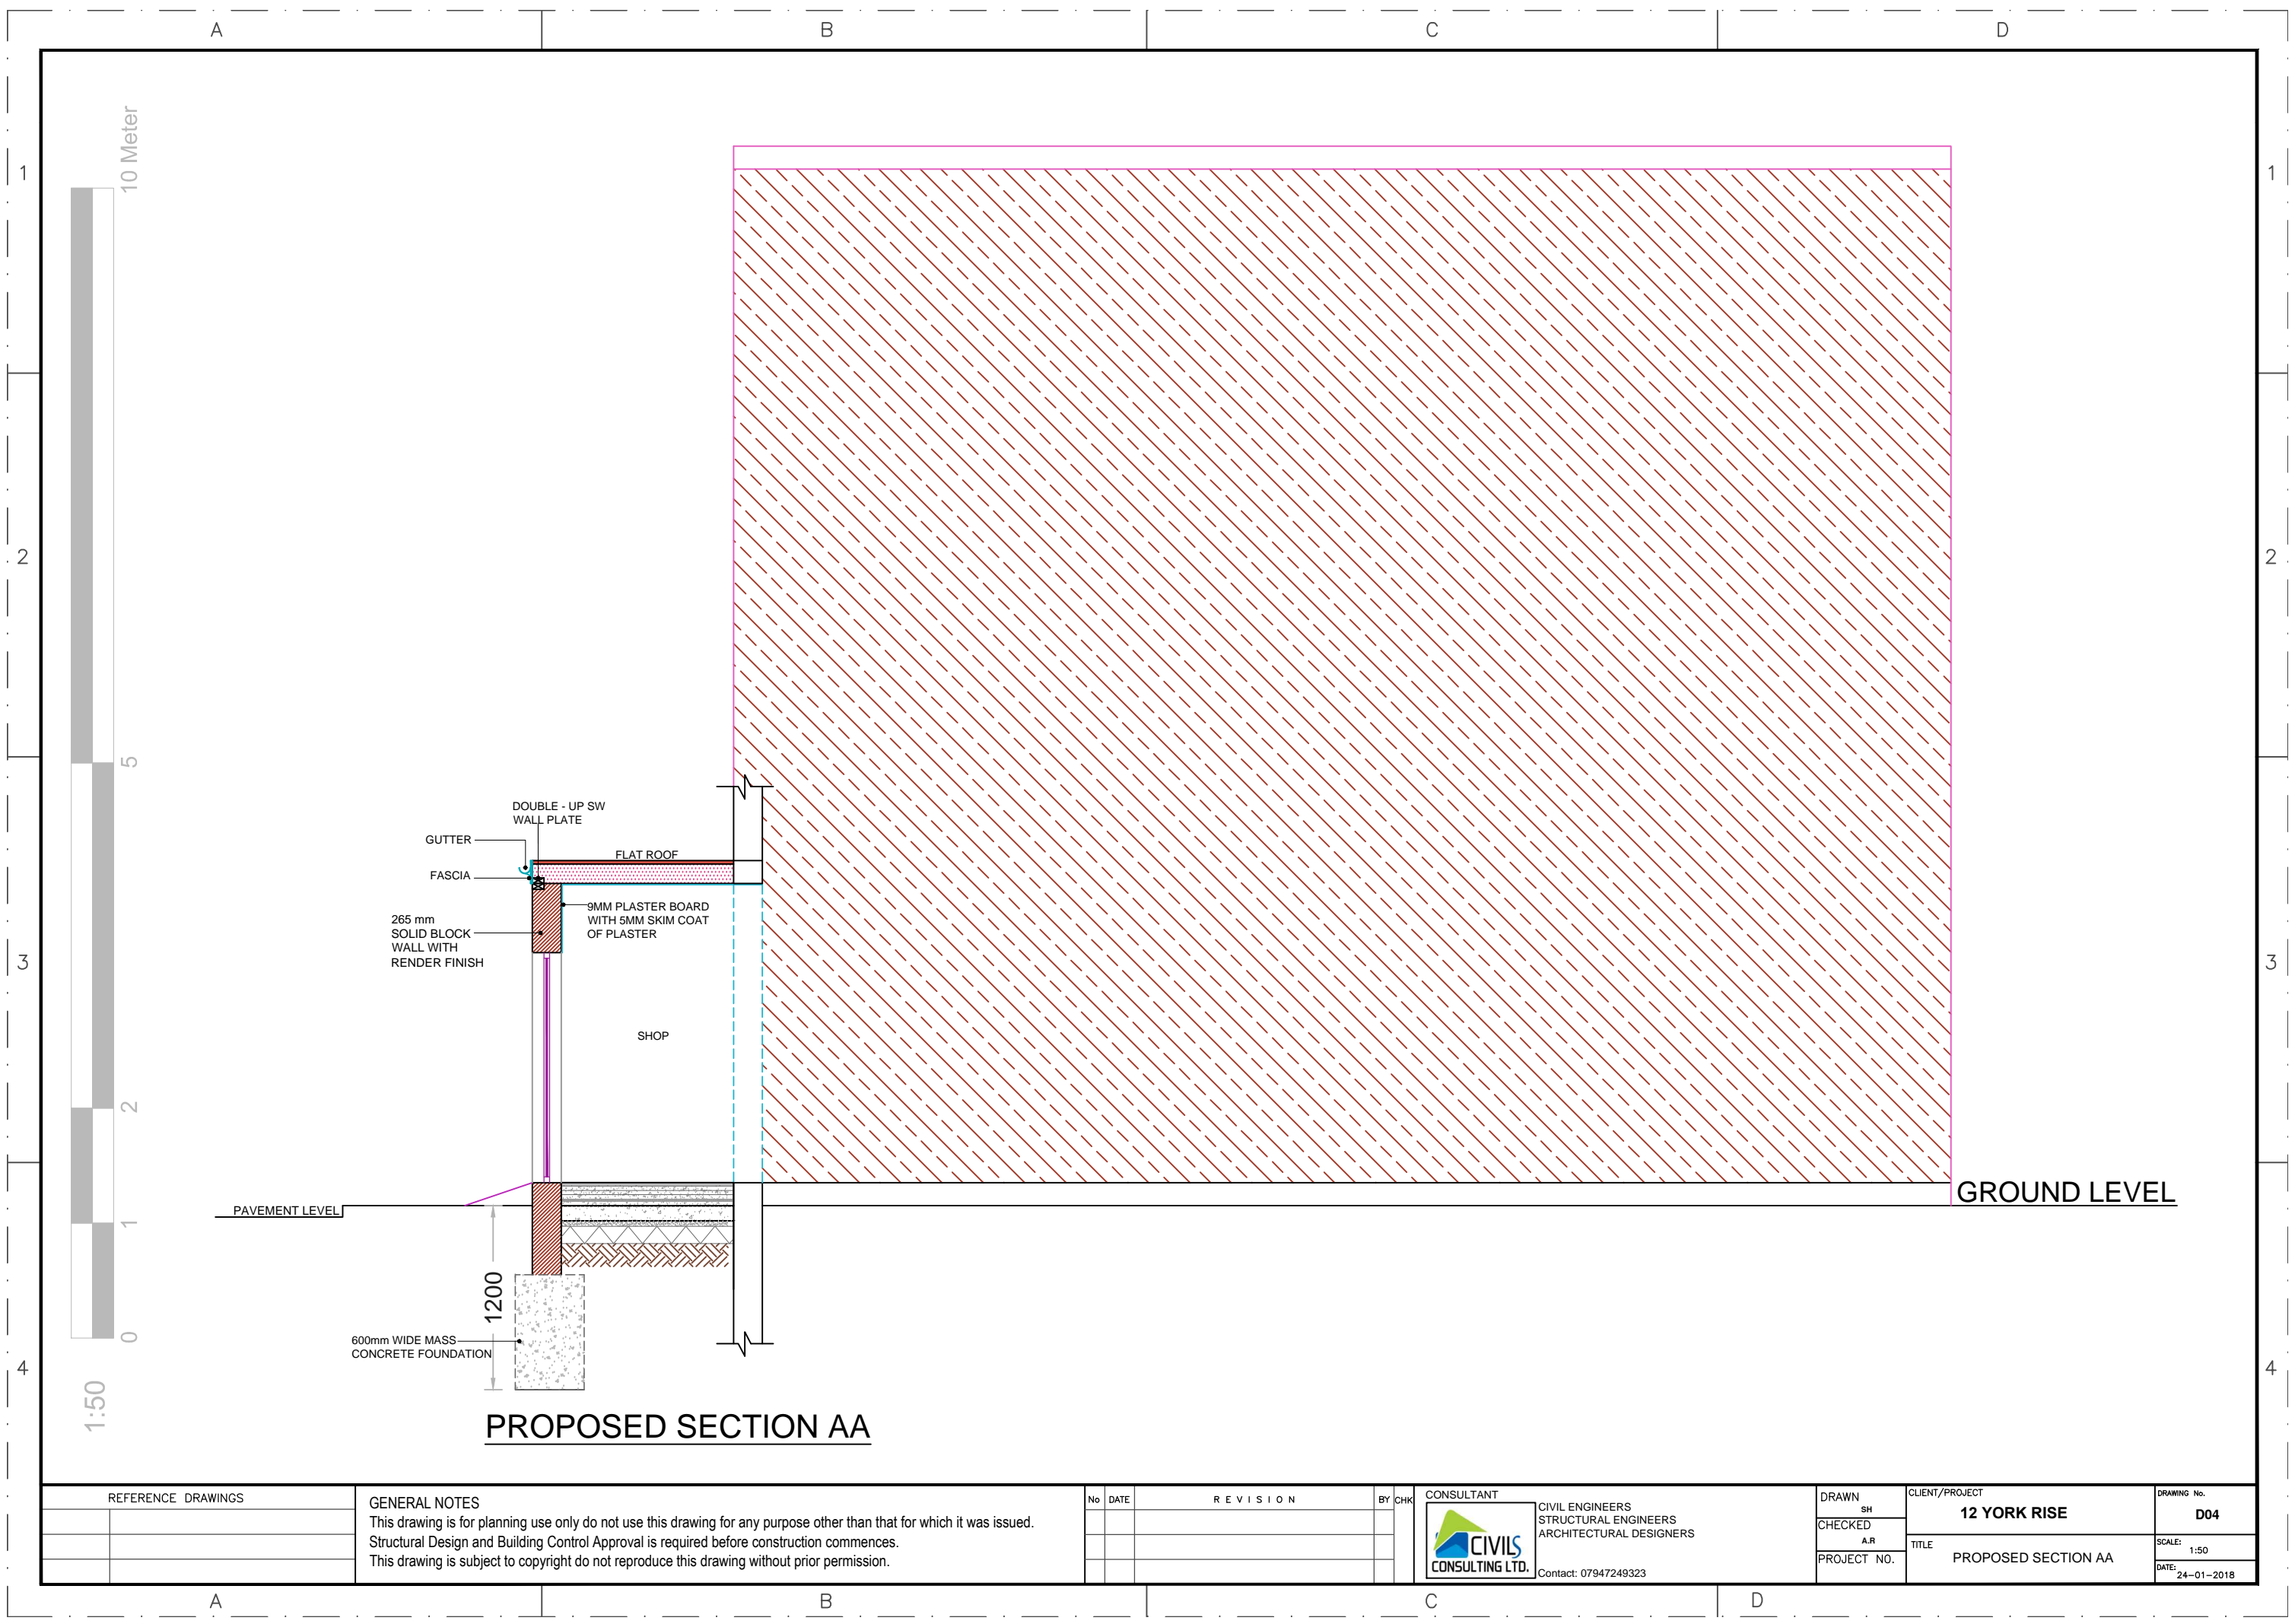 A
B
C
D
1
1
10 Meter
2
2
5
DOUBLE - UP SW
WALL PLATE
GUTTER
FLAT ROOF
FASCIA
9MM PLASTER BOARD
WITH 5MM SKIM COAT
OF PLASTER
265 mm
SOLID BLOCK
WALL WITH
RENDER FINISH
3
3
SHOP
2
GROUND LEVEL
PAVEMENT LEVEL
1
1200
0
600mm WIDE MASS
CONCRETE FOUNDATION
4
4
1:50
PROPOSED SECTION AA
REFERENCE DRAWINGS
GENERAL NOTES
This drawing is for planning use only do not use this drawing for any purpose other than that for which it was issued.
Structural Design and Building Control Approval is required before construction commences.
This drawing is subject to copyright do not reproduce this drawing without prior permission.
No DATE REVISION BY CHK
CONSULTANT
CIVILS
CONSULTING LTD.
CIVIL ENGINEERS
STRUCTURAL ENGINEERS
ARCHITECTURAL DESIGNERS
Contact: 07947249323
DRAWN
SH
CHECKED
A.R
PROJECT NO.
CLIENT/PROJECT
12 YORK RISE
TITLE
PROPOSED SECTION AA
DRAWING No.
D04
SCALE:
1:50
DATE:
24-01-2018
A
B
C
D